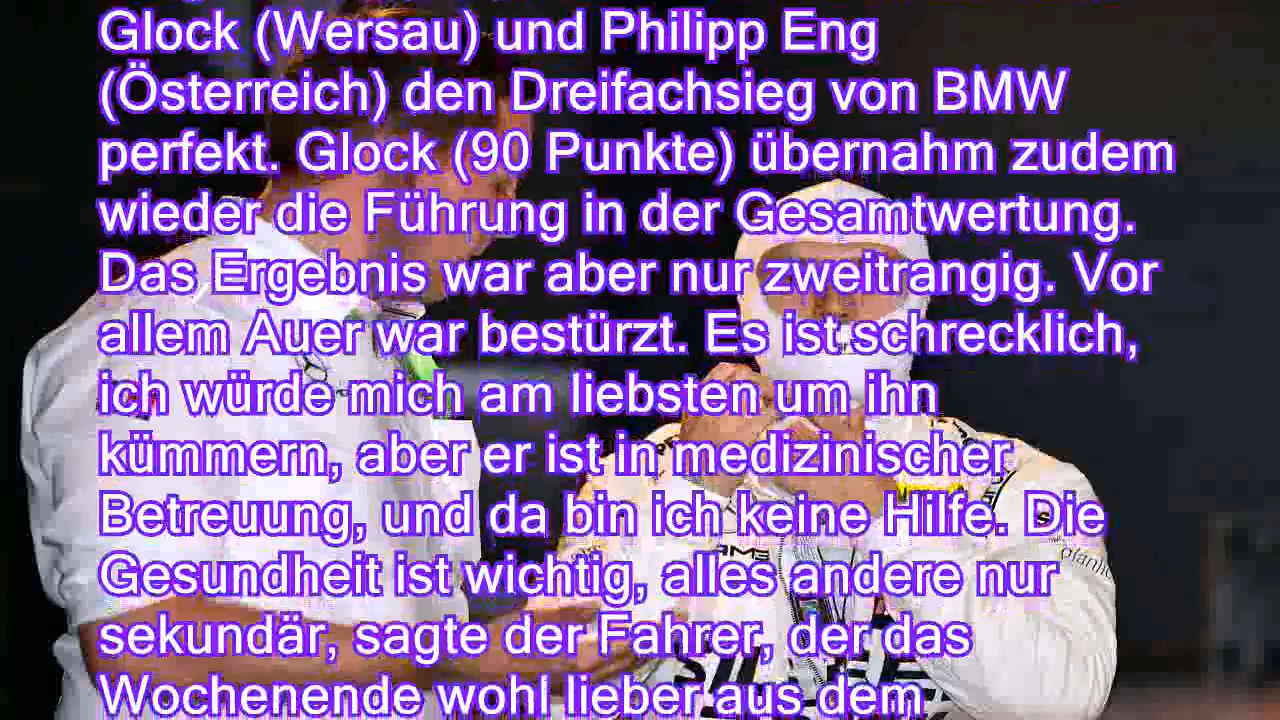 Glock (Wersau) und Philipp Eng
(Österreich) den Dreifachsieg von BMW
perfekt. Glock (90 Punkte) übernahm zudem
wieder die Führung in der Gesamtwertung.
Das Ergebnis war aber nur zweitrangig. Vor
allem Auer war bestürzt. Es ist schrecklich,
ich würde mich am liebsten um ihn
kümmern, aber er ist in medizinischer
Betreuung, und da bin ich keine Hilfe. Die
Gesundheit ist wichtig, alles andere nur
sekundär, sagte der Fahrer, der das
Wochenende wohl lieber aus dem
AMG